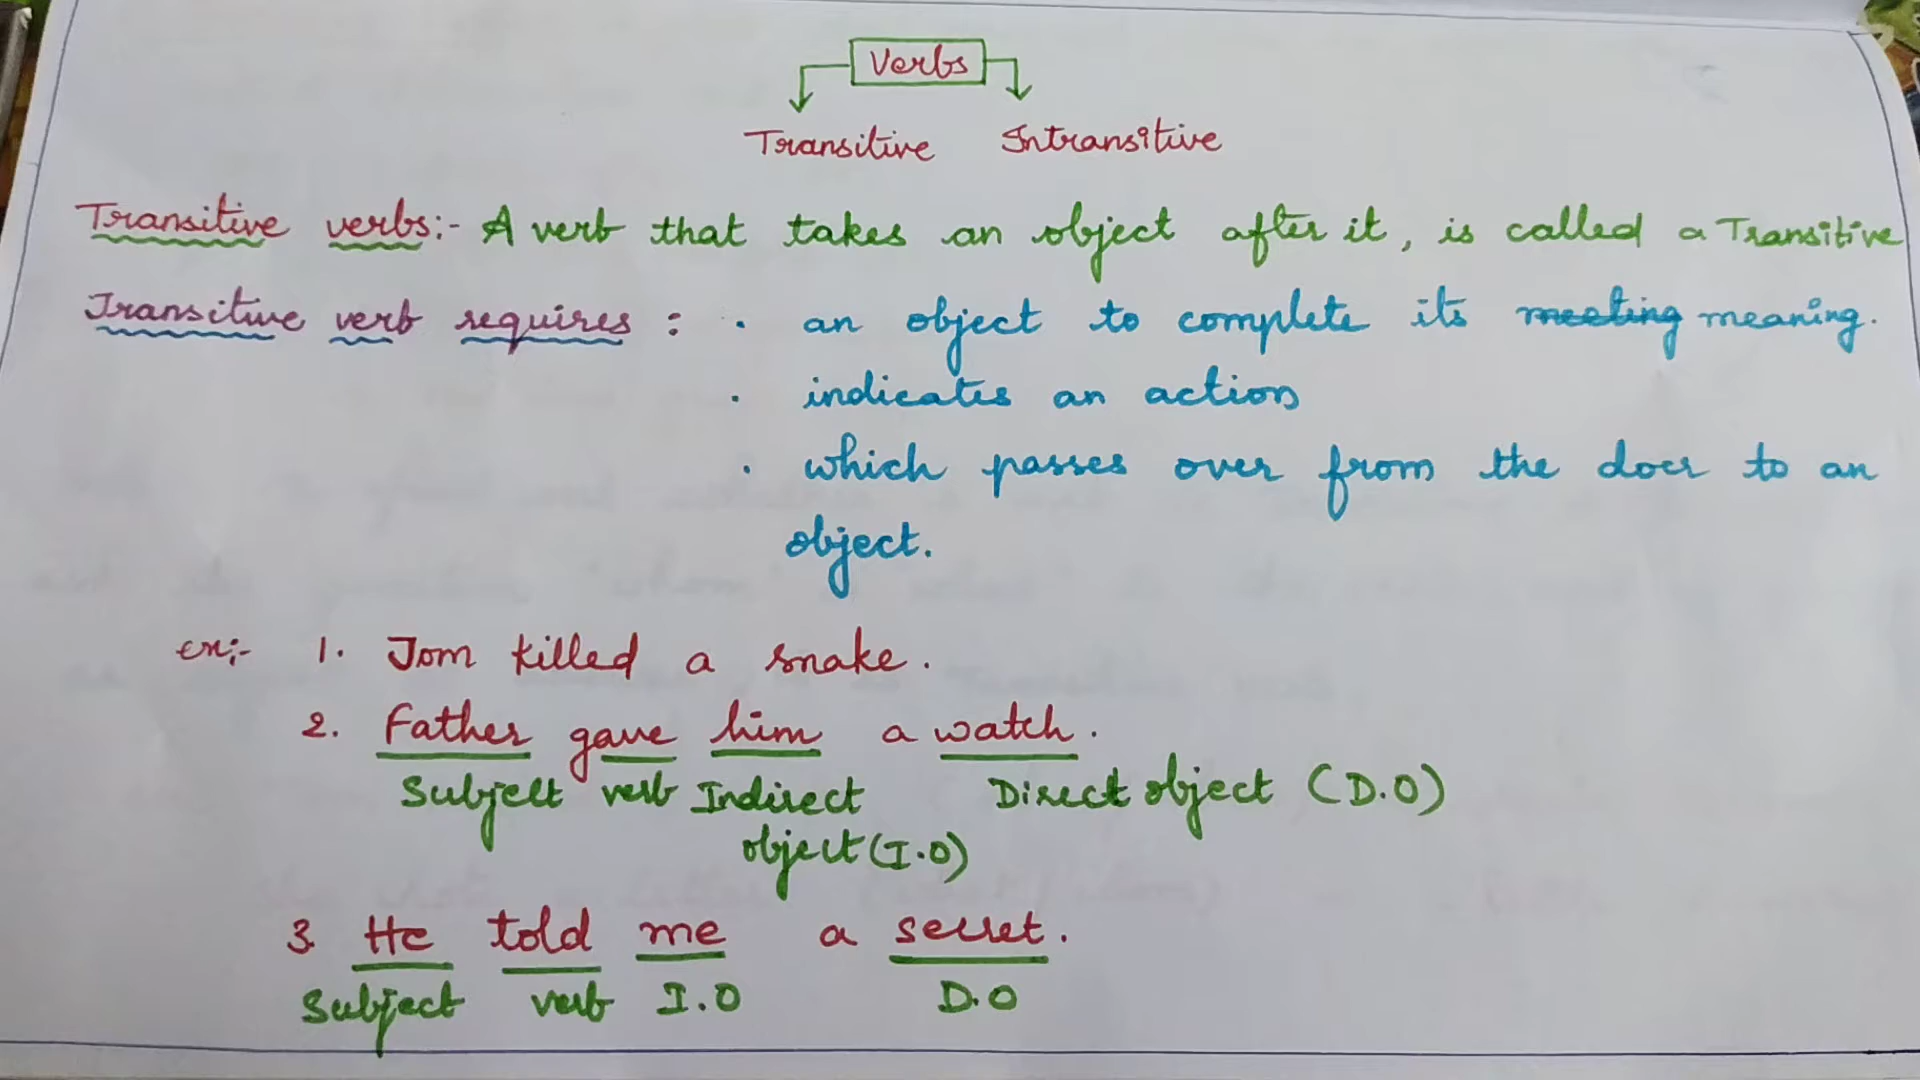 Verbs
Transitive Intransitive
Transitive verbs:- A verb that takes an object after it, is called a Transitive
Transitive verb requires : · an object to complete its meeting meaning.
· indicates an action
· which passes over from the doer to an
object.
ex:- 1. Tom killed a snake.
2. Father gave him a watch.
Subject verb Indirect Direct object (D.O)
object (I.O)
3 He told me a secret.
Subject verb I.O D.O